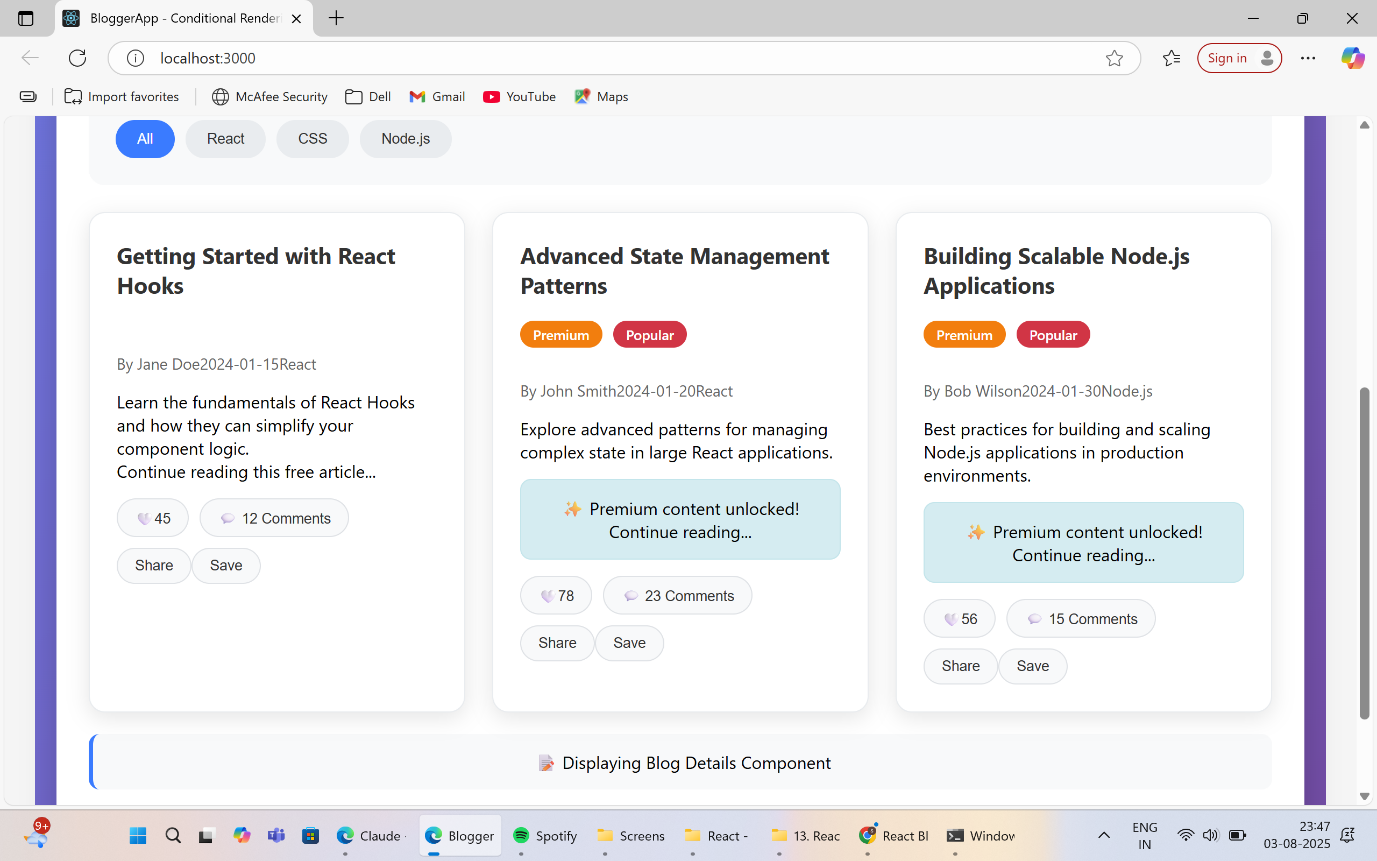 BloggerApp - Conditional Render
localhost:3000
Sign in
Import favorites
McAfee Security
Dell
Gmail
YouTube
Maps
All
React
CSS
Node.js
Getting Started with React
Hooks
By Jane Doe2024-01-15React
Learn the fundamentals of React Hooks
and how they can simplify your
component logic.
Continue reading this free article...
45
12 Comments
Share
Save
Advanced State Management
Patterns
Premium
Popular
By John Smith2024-01-20React
Explore advanced patterns for managing
complex state in large React applications.
✨ Premium content unlocked!
Continue reading...
78
23 Comments
Share
Save
Building Scalable Node.js
Applications
Premium
Popular
By Bob Wilson2024-01-30Node.js
Best practices for building and scaling
Node.js applications in production
environments.
✨ Premium content unlocked!
Continue reading...
56
15 Comments
Share
Save
📝 Displaying Blog Details Component
9+
Claude
Blogger
Spotify
Screens
React -
13. Reac
React Bl
Window
ENG
IN
23:47
03-08-2025